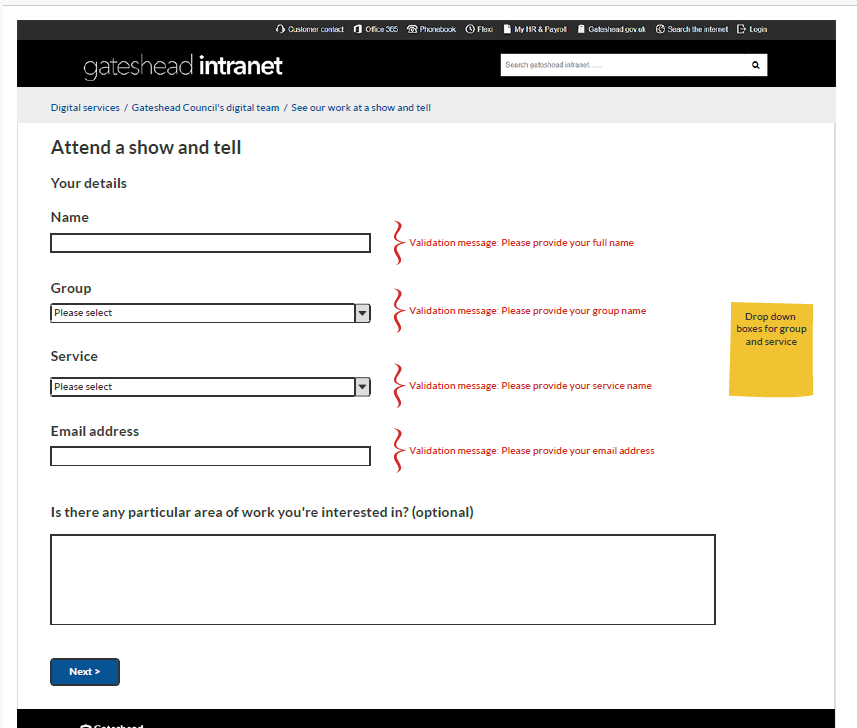 Customer contact Office 365 Phonebook Flexi My HR & Payroll Gateshead.gov.uk Search the internet Login
gateshead intranet
Search gateshead intranet......
Digital services / Gateshead Council's digital team / See our work at a show and tell
Attend a show and tell
Your details
Name
Validation message: Please provide your full name
Group
Please select
Validation message: Please provide your group name
Drop down
boxes for group
and service
Service
Please select
Validation message: Please provide your service name
Email address
Validation message: Please provide your email address
Is there any particular area of work you're interested in? (optional)
Next >